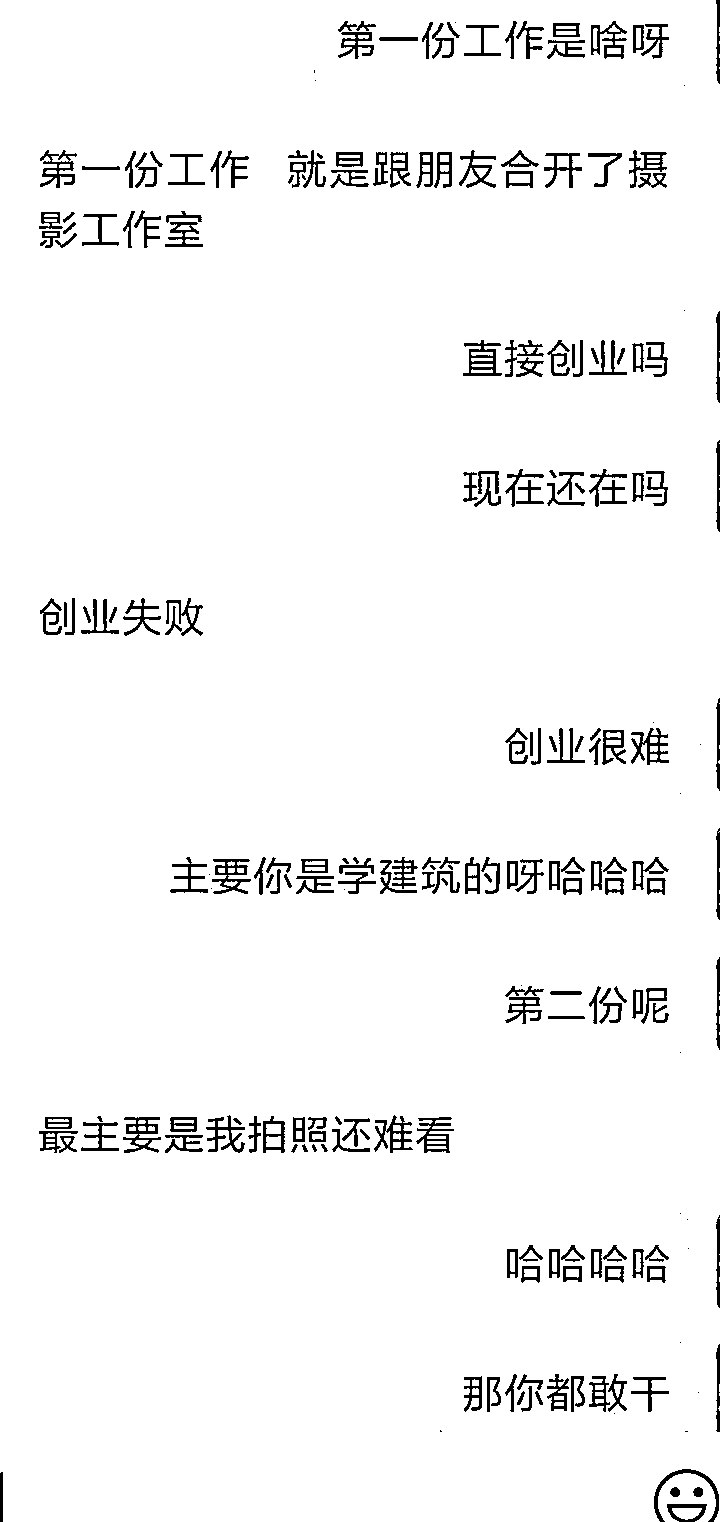 第一份工作是啥呀
第一份工作 就是跟朋友合开了摄
影工作室
直接创业吗
现在还在吗
创业失败
创业很难
主要你是学建筑的呀哈哈哈
第二份呢
最主要是我拍照还难看
哈哈哈哈
那你都敢干